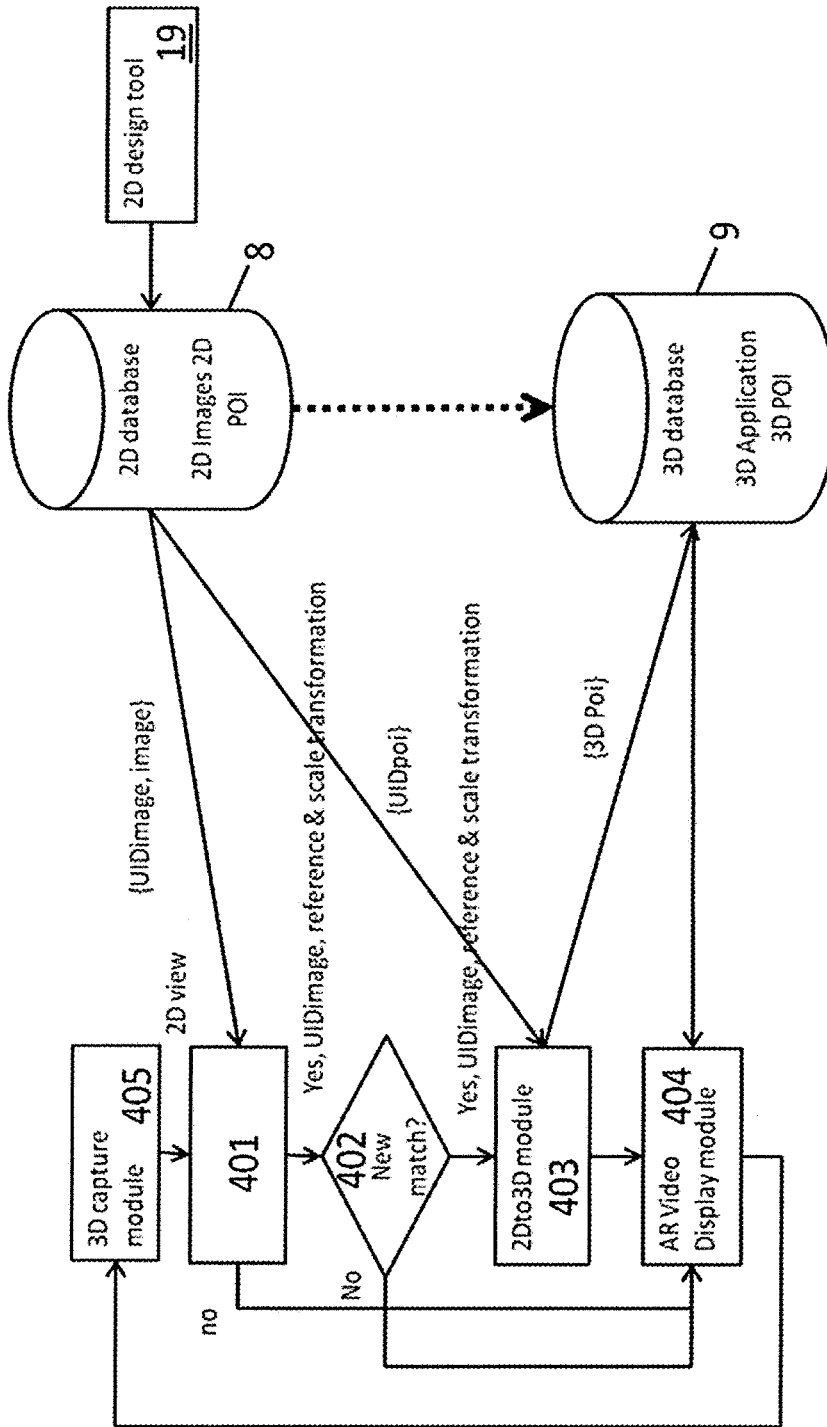 2D design tool
19
2D database
2D Images 2D
POI
8
3D database
3D Application
3D POI
9
{UIDimage, image}
{UIDpoi}
{3D Poi}
3D capture
module
405
2D view
401
no
Yes, UIDimage, reference & scale transformation
402
New
match?
No
Yes, UIDimage, reference & scale transformation
2Dto3D module
403
AR Video
Display module
404